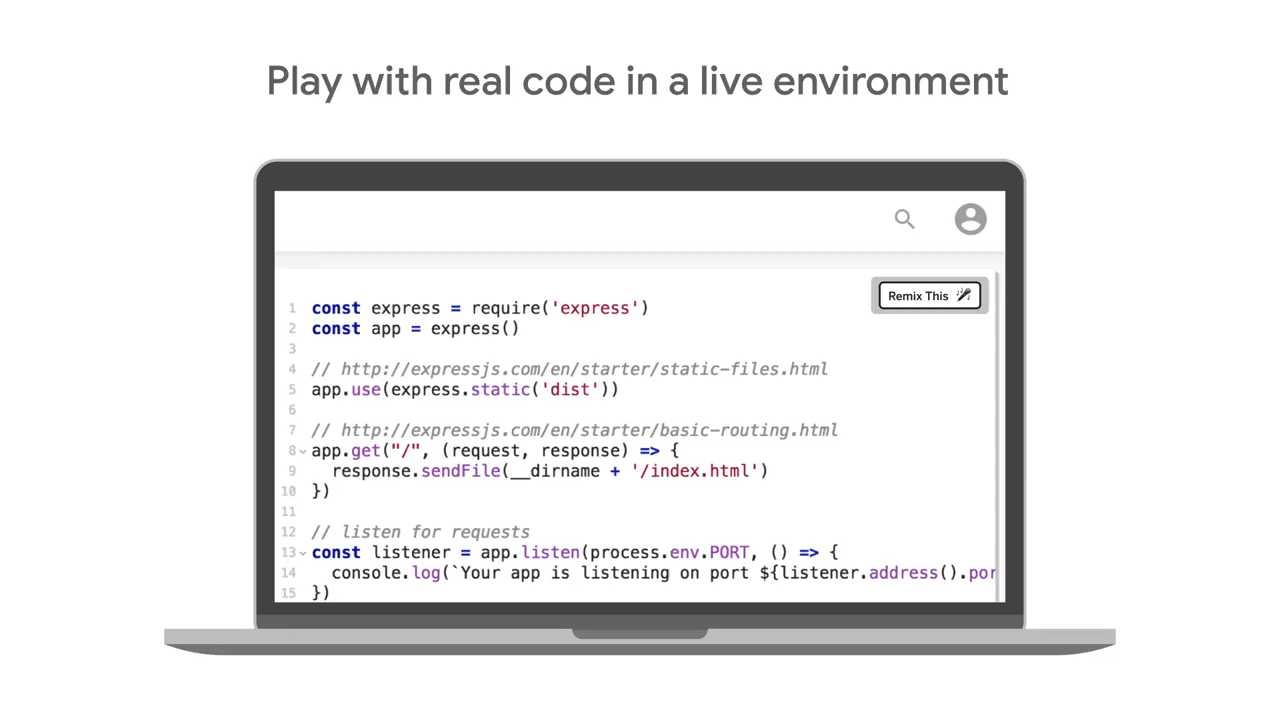 Play with real code in a live environment
Remix This
1 const express = require('express')
2 const app = express()
3
4 // http://expressjs.com/en/starter/static-files.html
5 app.use(express.static('dist'))
6
7 // http://expressjs.com/en/starter/basic-routing.html
8 app.get("/", (request, response) => {
9   response.sendFile(__dirname + '/index.html')
10 })
11
12 // listen for requests
13 const listener = app.listen(process.env.PORT, () => {
14   console.log(`Your app is listening on port ${listener.address().por
15 })